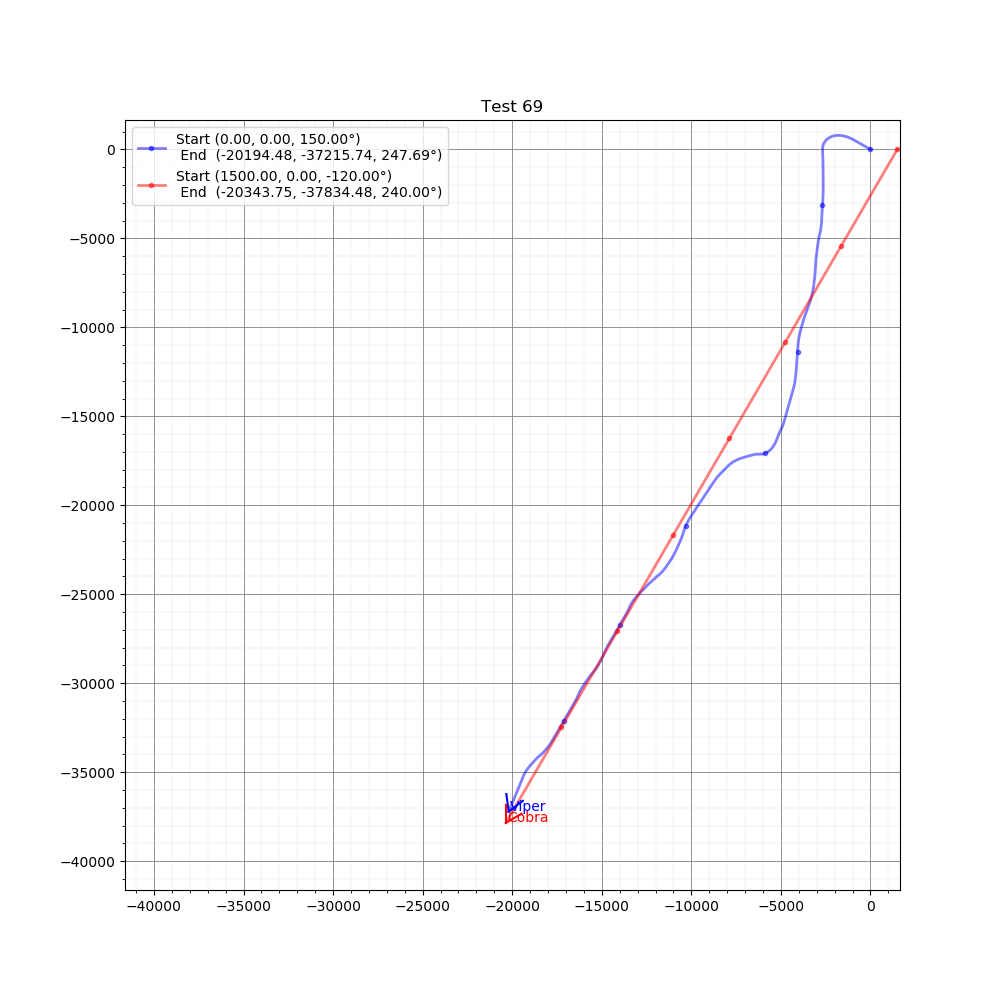 Test 69
Start (0.00, 0.00, 150.00°)
End (-20194.48, -37215.74, 247.69°)
Start (1500.00, 0.00, -120.00°)
End (-20343.75, -37834.48, 240.00°)
0
−5000
−10000
−15000
−20000
−25000
−30000
−35000
−40000
Viper
Cobra
−40000 −35000 −30000 −25000 −20000 −15000 −10000 −5000 0